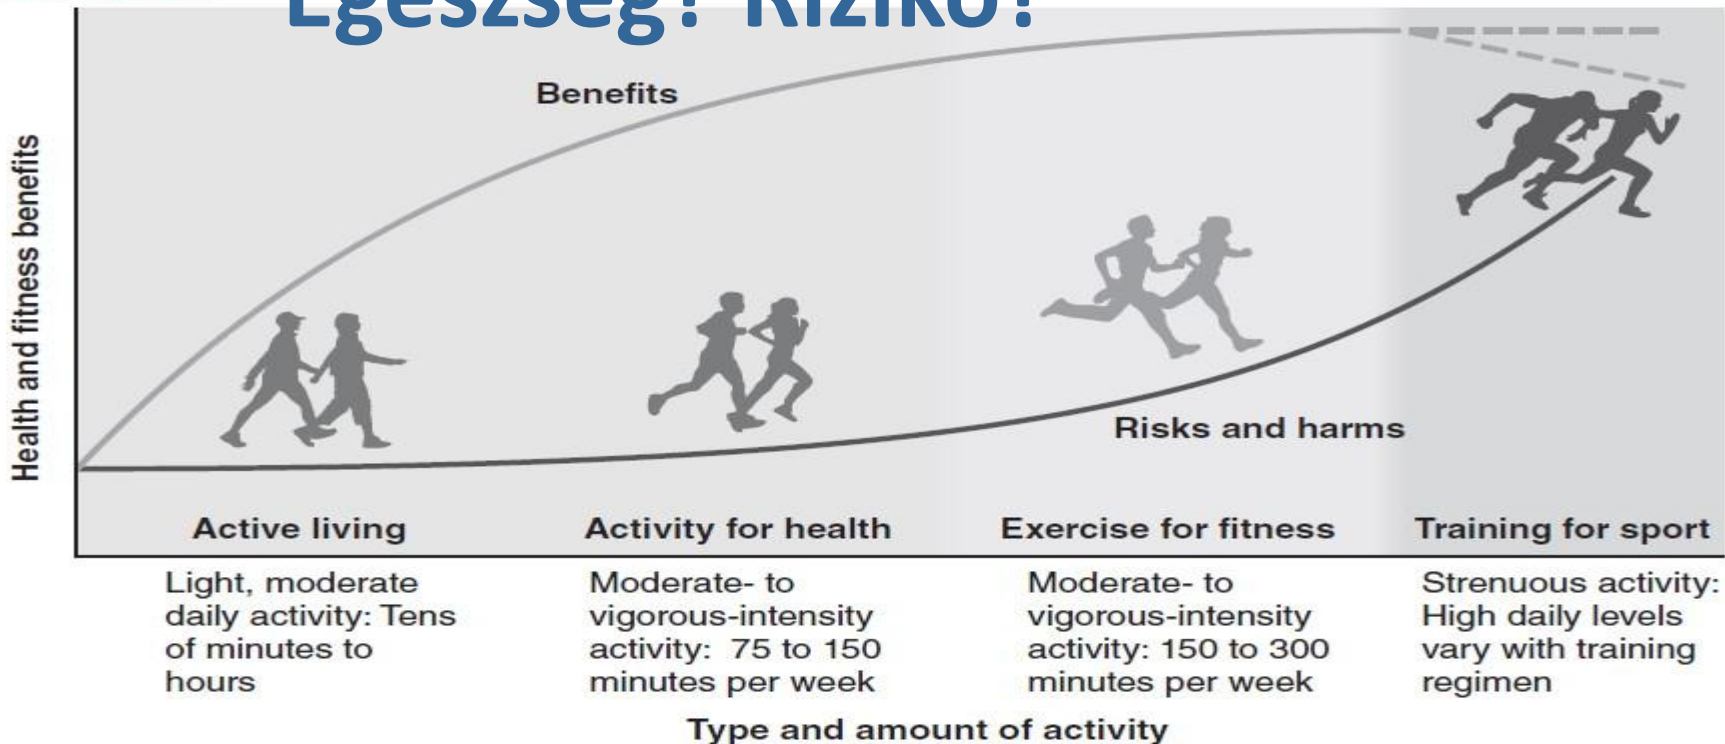 Egészség? Rizikó?
Benefits
Health and fitness benefits
Risks and harms
Active living
Activity for health
Exercise for fitness
Training for sport
Light, moderate
daily activity: Tens
of minutes to
hours
Moderate- to
vigorous-intensity
activity: 75 to 150
minutes per week
Moderate- to
vigorous-intensity
activity: 150 to 300
minutes per week
Strenuous activity:
High daily levels
vary with training
regimen
Type and amount of activity